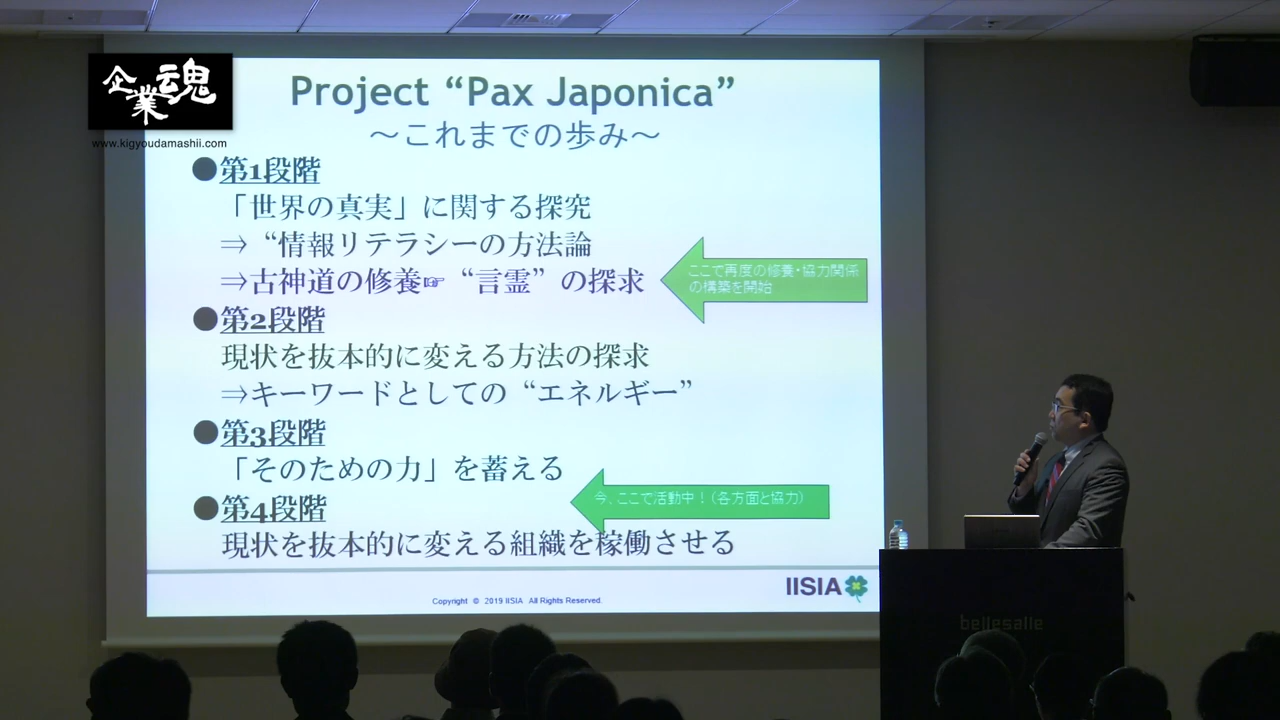 企業魂
www.kigyoudamashii.com
Project “Pax Japonica”
～これまでの歩み～
●第1段階
「世界の真実」に関する探究
⇒“情報リテラシーの方法論
⇒古神道の修養☞“言霊”の探求
ここで再度の修養・協力関係
の構築を開始
●第2段階
現状を抜本的に変える方法の探求
⇒キーワードとしての“エネルギー”
●第3段階
「そのための力」を蓄える
今、ここで活動中！（各方面と協力）
●第4段階
現状を抜本的に変える組織を稼働させる
IISIA
Copyright © 2019 IISIA All Rights Reserved.
bellesalle